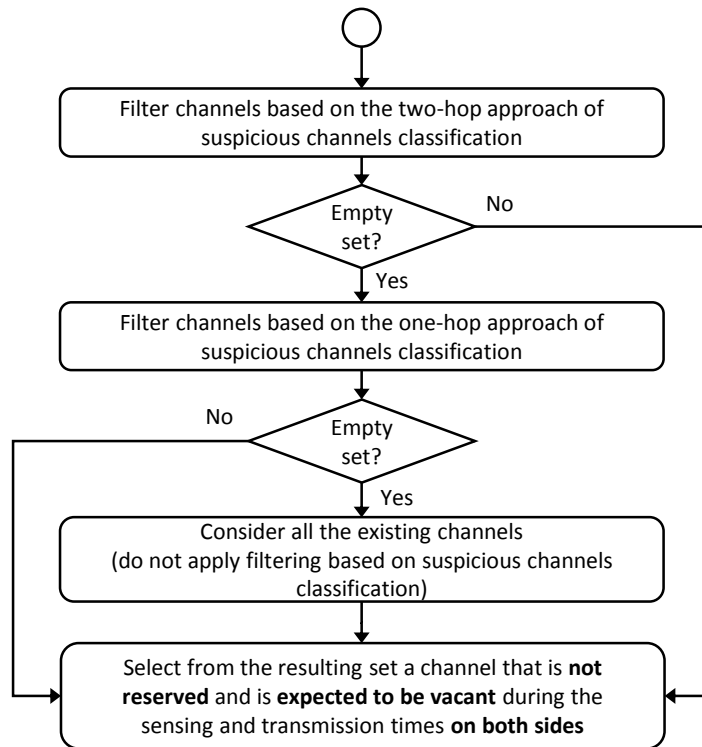 Filter channels based on the two-hop approach of
suspicious channels classification
Empty
set?
No
Yes
Filter channels based on the one-hop approach of
suspicious channels classification
No
Empty
set?
Yes
Consider all the existing channels
(do not apply filtering based on suspicious channels
classification)
Select from the resulting set a channel that is not
reserved and is expected to be vacant during the
sensing and transmission times on both sides